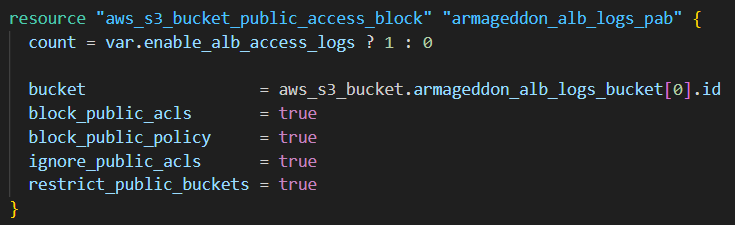 resource "aws_s3_bucket_public_access_block" "armageddon_alb_logs_pab" {
  count = var.enable_alb_access_logs ? 1 : 0

  bucket                  = aws_s3_bucket.armageddon_alb_logs_bucket[0].id
  block_public_acls       = true
  block_public_policy     = true
  ignore_public_acls      = true
  restrict_public_buckets = true
}